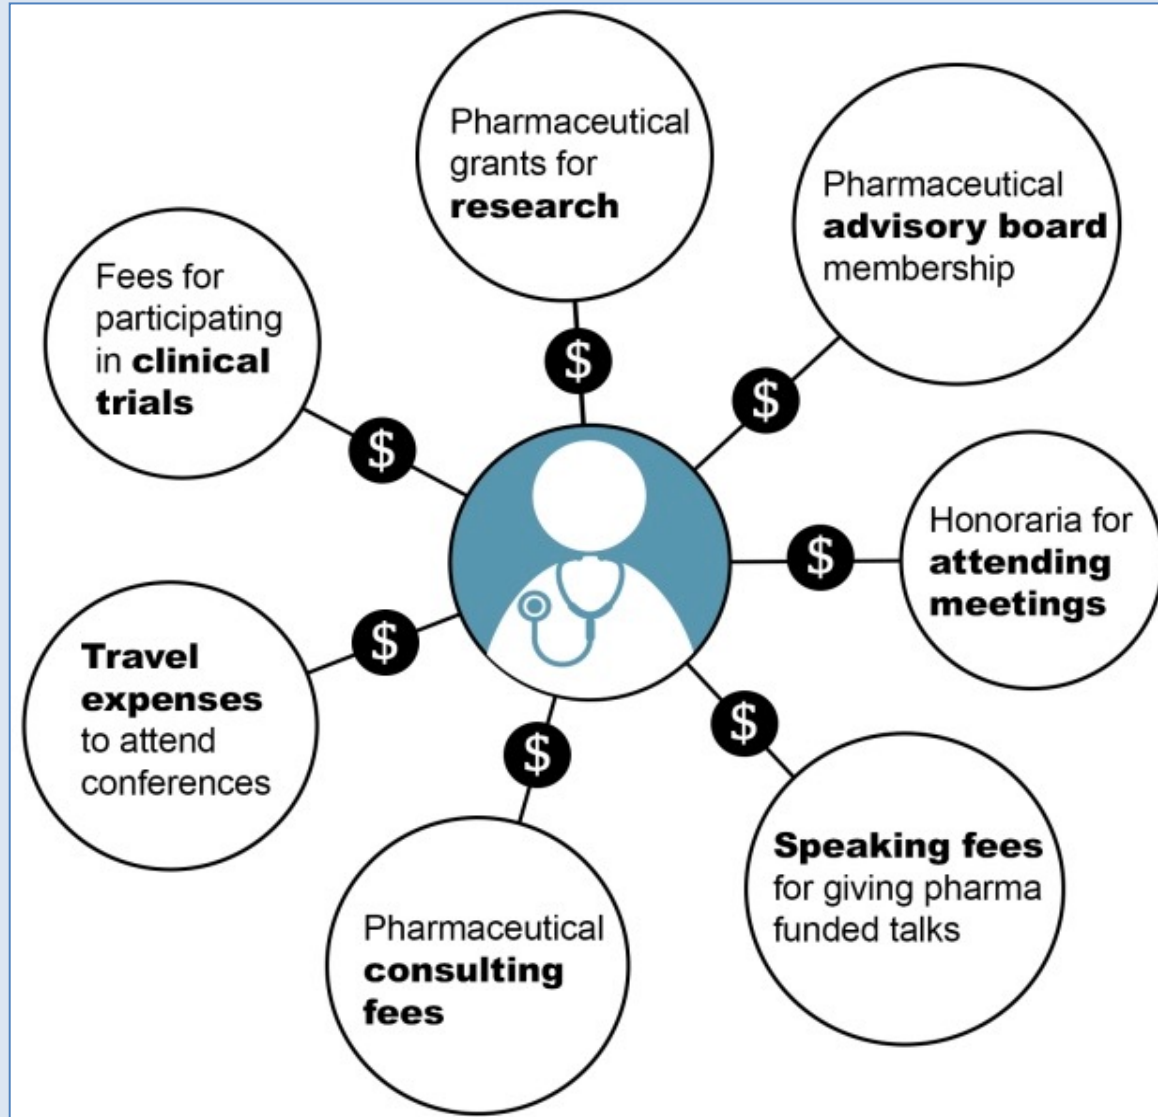 Pharmaceutical
grants for
research
Pharmaceutical
advisory board
membership
Fees for
participating
in clinical
trials
Honoraria for
attending
meetings
Travel
expenses
to attend
conferences
Speaking fees
for giving pharma
funded talks
Pharmaceutical
consulting
fees
$
$
$
$
$
$
$